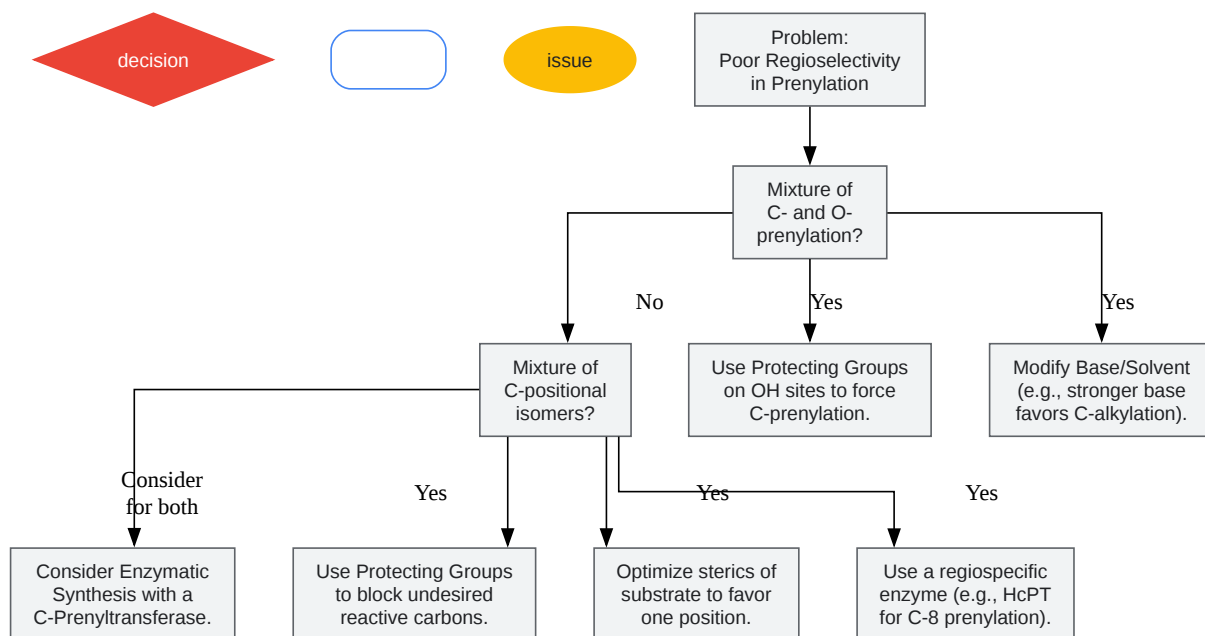 decision
issue
Problem:
Poor Regioselectivity
in Prenylation
Mixture of
C- and O-
prenylation?
No
Yes
Yes
Mixture of
C-positional
isomers?
Use Protecting Groups
on OH sites to force
C-prenylation.
Modify Base/Solvent
(e.g., stronger base
favors C-alkylation).
Consider
for both
Yes
Yes
Yes
Consider Enzymatic
Synthesis with a
C-Prenyltransferase.
Use Protecting Groups
to block undesired
reactive carbons.
Optimize sterics of
substrate to favor
one position.
Use a regiospecific
enzyme (e.g., HcPT
for C-8 prenylation).